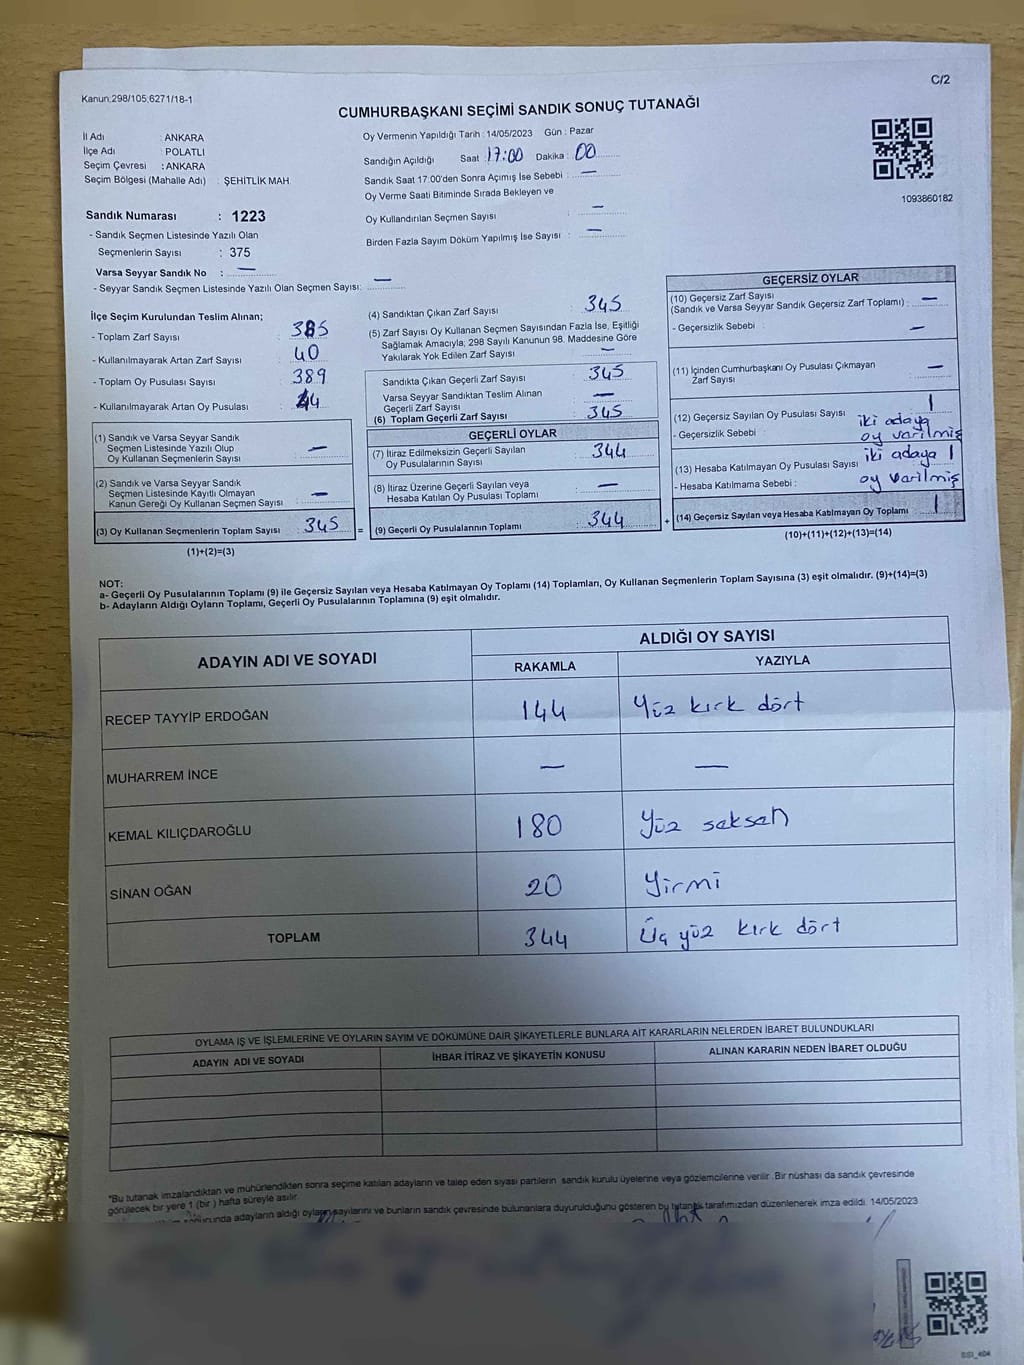 C/2
Kanun:298/105;6271/18-1
CUMHURBAŞKANI SEÇİMİ SANDIK SONUÇ TUTANAĞI
İl Adı : ANKARA
İlçe Adı : POLATLI
Seçim Çevresi : ANKARA
Seçim Bölgesi (Mahalle Adı) : ŞEHİTLİK MAH.
Oy Vermenin Yapıldığı Tarih : 14/05/2023 Gün : Pazar
Sandığın Açıldığı Saat : 17:00 Dakika : 00
Sandık Saat 17:00'den Sonra Açımış İse Sebebi : —
Oy Verme Saati Bitiminde Sırada Bekleyen ve
Oy Kullandırılan Seçmen Sayısı : —
Birden Fazla Sayım Döküm Yapılmış İse Sayısı : —
1093860182
Sandık Numarası : 1223
- Sandık Seçmen Listesinde Yazılı Olan
Seçmenlerin Sayısı : 375
Varsa Seyyar Sandık No : —
- Seyyar Sandık Seçmen Listesinde Yazılı Olan Seçmen Sayısı: —
İlçe Seçim Kurulundan Teslim Alınan;
- Toplam Zarf Sayısı : 385
- Kullanılmayarak Artan Zarf Sayısı : 40
- Toplam Oy Pusulası Sayısı : 389
- Kullanılmayarak Artan Oy Pusulası : 44
(1) Sandık ve Varsa Seyyar Sandık
Seçmen Listesinde Yazılı Olup
Oy Kullanan Seçmenlerin Sayısı : —
(2) Sandık ve Varsa Seyyar Sandık
Seçmen Listesinde Kayıtlı Olmayan
Kanun Gereği Oy Kullanan Seçmen Sayısı : —
(3) Oy Kullanan Seçmenlerin Toplam Sayısı : 345 =
(1)+(2)=(3)
(4) Sandıktan Çıkan Zarf Sayısı : 345
(5) Zarf Sayısı Oy Kullanan Seçmen Sayısından Fazla İse, Eşitliği
Sağlamak Amacıyla; 298 Sayılı Kanunun 98. Maddesine Göre
Yakılarak Yok Edilen Zarf Sayısı : —
Sandıkta Çıkan Geçerli Zarf Sayısı : 345
Varsa Seyyar Sandıktan Teslim Alınan
Geçerli Zarf Sayısı : —
(6) Toplam Geçerli Zarf Sayısı : 345
GEÇERLİ OYLAR
(7) İtiraz Edilmeksizin Geçerli Sayılan
Oy Pusulalarının Sayısı : 344
(8) İtiraz Üzerine Geçerli Sayılan veya
Hesaba Katılan Oy Pusulası Toplamı : —
(9) Geçerli Oy Pusulalarının Toplamı : 344 +
GEÇERSİZ OYLAR
(10) Geçersiz Zarf Sayısı
(Sandık ve Varsa Seyyar Sandık Geçersiz Zarf Toplamı) : —
- Geçersizlik Sebebi : —
(11) İçinden Cumhurbaşkanı Oy Pusulası Çıkmayan
Zarf Sayısı : —
(12) Geçersiz Sayılan Oy Pusulası Sayısı : 1
- Geçersizlik Sebebi : iki adaya
oy varilmiş
(13) Hesaba Katılmayan Oy Pusulası Sayısı : iki adaya 1
- Hesaba Katılmama Sebebi : oy varilmiş
(14) Geçersiz Sayılan veya Hesaba Katılmayan Oy Toplamı : 1
(10)+(11)+(12)+(13)=(14)
NOT:
a- Geçerli Oy Pusulalarının Toplamı (9) ile Geçersiz Sayılan veya Hesaba Katılmayan Oy Toplamı (14) Toplamları, Oy Kullanan Seçmenlerin Toplam Sayısına (3) eşit olmalıdır. (9)+(14)=(3)
b- Adayların Aldığı Oyların Toplamı, Geçerli Oy Pusulalarının Toplamına (9) eşit olmalıdır.
ADAYIN ADI VE SOYADI ALDIĞI OY SAYISI
RAKAMLA YAZIYLA
RECEP TAYYİP ERDOĞAN 144 Yüz kırk dört
MUHARREM İNCE — —
KEMAL KILIÇDAROĞLU 180 Yüz seksen
SİNAN OĞAN 20 Yirmi
TOPLAM 344 Üç yüz kırk dört
OYLAMA İŞ VE İŞLEMLERİNE VE OYLARIN SAYIM VE DÖKÜMÜNE DAİR ŞİKAYETLERLE BUNLARA AİT KARARLARIN NELERDEN İBARET BULUNDUKLARI
ADAYIN ADI VE SOYADI İHBAR İTİRAZ VE ŞİKAYETİN KONUSU ALINAN KARARIN NEDEN İBARET OLDUĞU
*Bu tutanak imzalandıktan ve mühürlendikten sonra seçime katılan adayların ve talep eden siyasi partilerin sandık kurulu üyelerine veya gözlemcilerine verilir. Bir nüshası da sandık çevresinde
görülecek bir yere 1 (bir) hafta süreyle asılır.
adayların aldığı oyların sayılarını ve bunların sandık çevresinde bulunanlara duyurulduğunu gösteren bu tutanak tarafımızdan düzenlenerek imza edildi. 14/05/2023